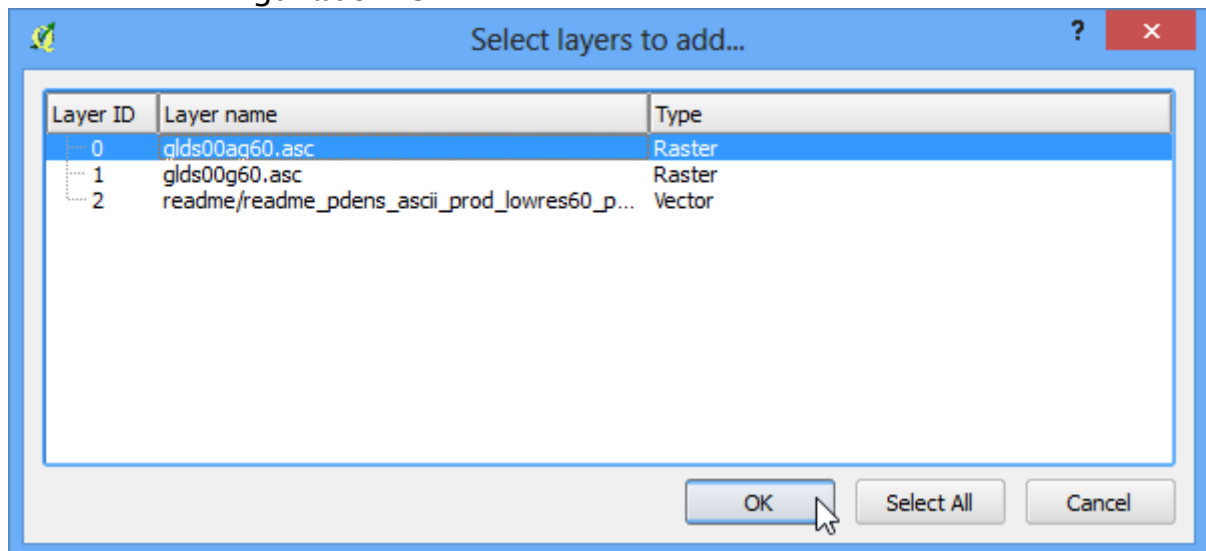 Select layers to add...
?
×
Layer ID Layer name Type
0 glds00ag60.asc Raster
1 glds00g60.asc Raster
2 readme/readme_pdens_ascii_prod_lowres60_p... Vector
OK Select All Cancel